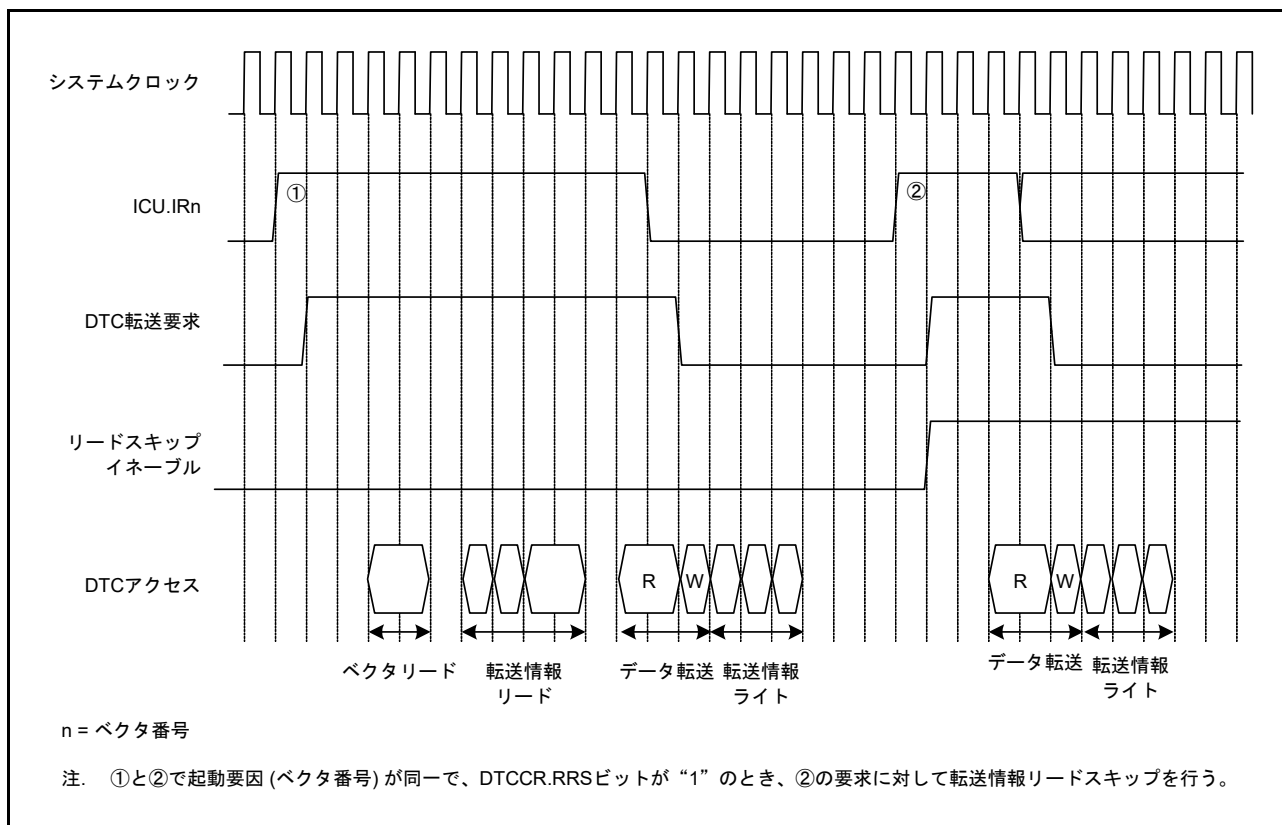 システムクロック
①
②
ICU.IRn
DTC転送要求
リードスキップ
イネーブル
DTCアクセス
R
W
R
W
ベクタリード
転送情報
リード
データ転送
転送情報
ライト
データ転送
転送情報
ライト
n = ベクタ番号
注. ①と②で起動要因 (ベクタ番号) が同一で、DTCCR.RRSビットが“1”のとき、②の要求に対して転送情報リードスキップを行う。